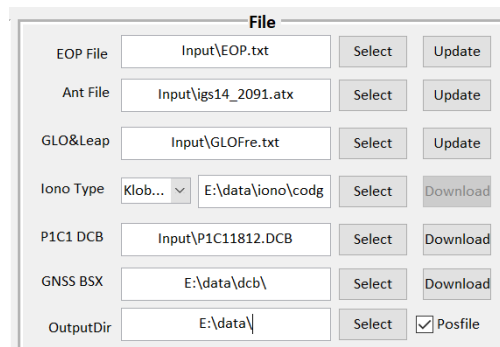 File
EOP File Input\EOP.txt Select Update
Ant File Input\igs14_2091.atx Select Update
GLO&Leap Input\GLOFre.txt Select Update
Iono Type Klob... E:\data\iono\codg Select Download
P1C1 DCB Input\P1C11812.DCB Select Download
GNSS BSX E:\data\dcb\ Select Download
OutputDir E:\data\ Select Posfile